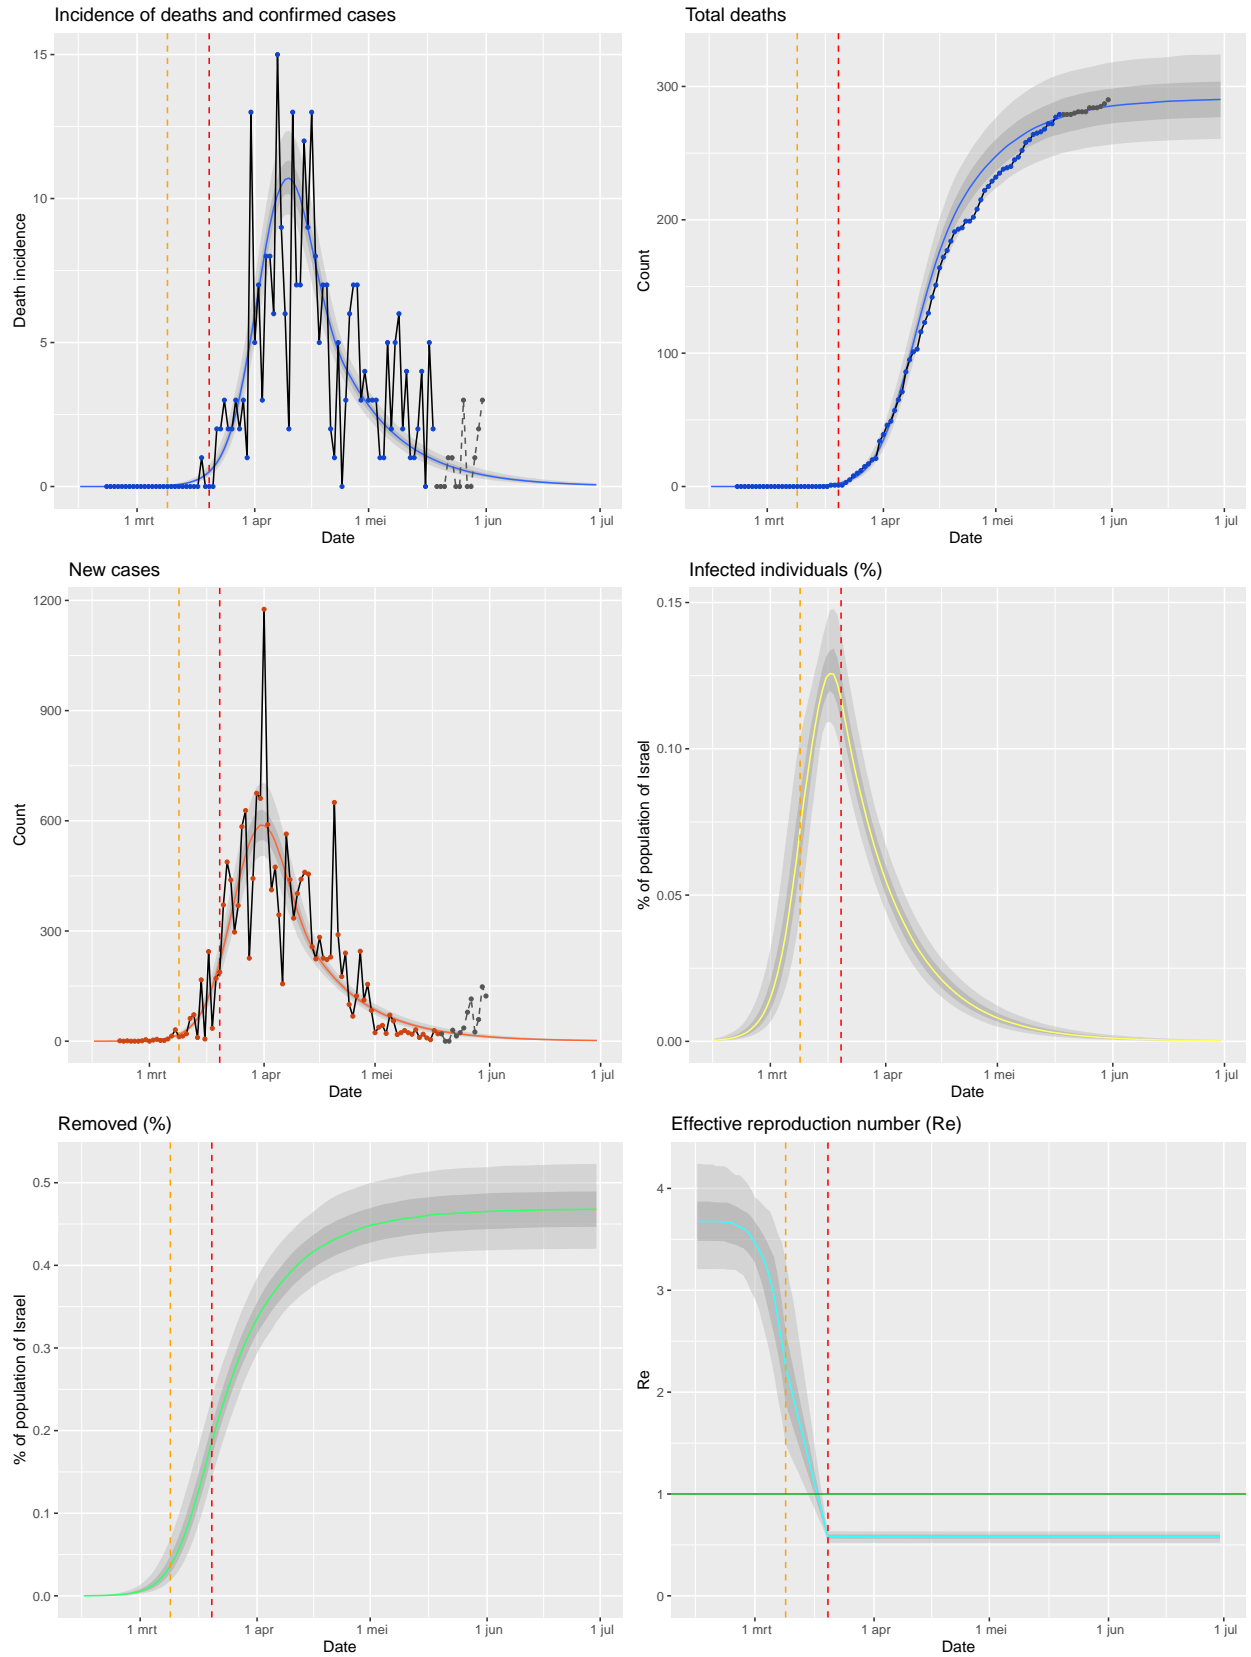 Incidence of deaths and confirmed cases
Death incidence
15
10
5
0
1 mrt
1 apr
1 mei
1 jun
1 jul
Date
Total deaths
Count
300
200
100
0
1 mrt
1 apr
1 mei
1 jun
1 jul
Date
New cases
Count
1200
900
600
300
0
1 mrt
1 apr
1 mei
1 jun
1 jul
Date
Infected individuals (%)
% of population of Israel
0.15
0.10
0.05
0.00
1 mrt
1 apr
1 mei
1 jun
1 jul
Date
Removed (%)
% of population of Israel
0.5
0.4
0.3
0.2
0.1
0.0
1 mrt
1 apr
1 mei
1 jun
1 jul
Date
Effective reproduction number (Re)
Re
4
3
2
1
0
1 mrt
1 apr
1 mei
1 jun
1 jul
Date